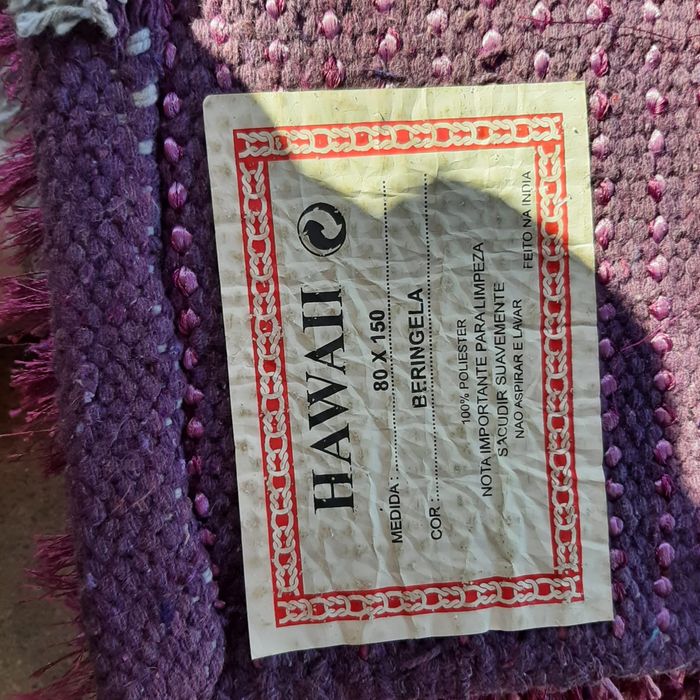 HAWAII
MEDIDA : 80 X 150
COR : BERINGELA
100% POLIESTER
NOTA IMPORTANTE PARA LIMPEZA
SACUDIR SUAVEMENTE
NAO ASPIRAR E LAVAR
FEITO NA INDIA